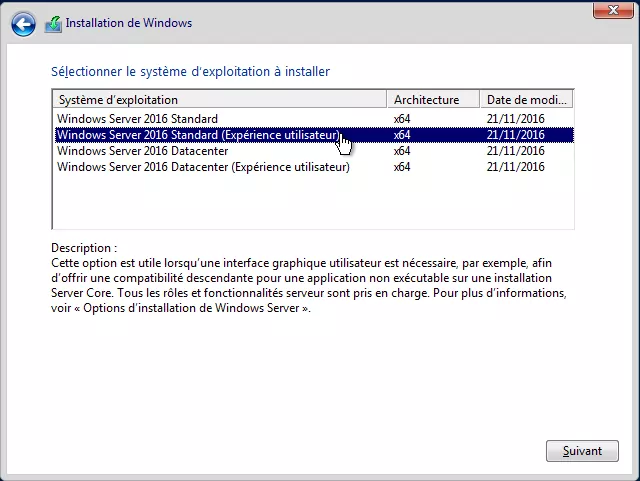 Installation de Windows
Sélectionner le système d'exploitation à installer
Système d'exploitation Architecture Date de modi...
Windows Server 2016 Standard x64 21/11/2016
Windows Server 2016 Standard (Expérience utilisateur) x64 21/11/2016
Windows Server 2016 Datacenter x64 21/11/2016
Windows Server 2016 Datacenter (Expérience utilisateur) x64 21/11/2016
Description :
Cette option est utile lorsqu'une interface graphique utilisateur est nécessaire, par exemple, afin
d'offrir une compatibilité descendante pour une application non exécutable sur une installation
Server Core. Tous les rôles et fonctionnalités serveur sont pris en charge. Pour plus d'informations,
voir « Options d'installation de Windows Server ».
Suivant